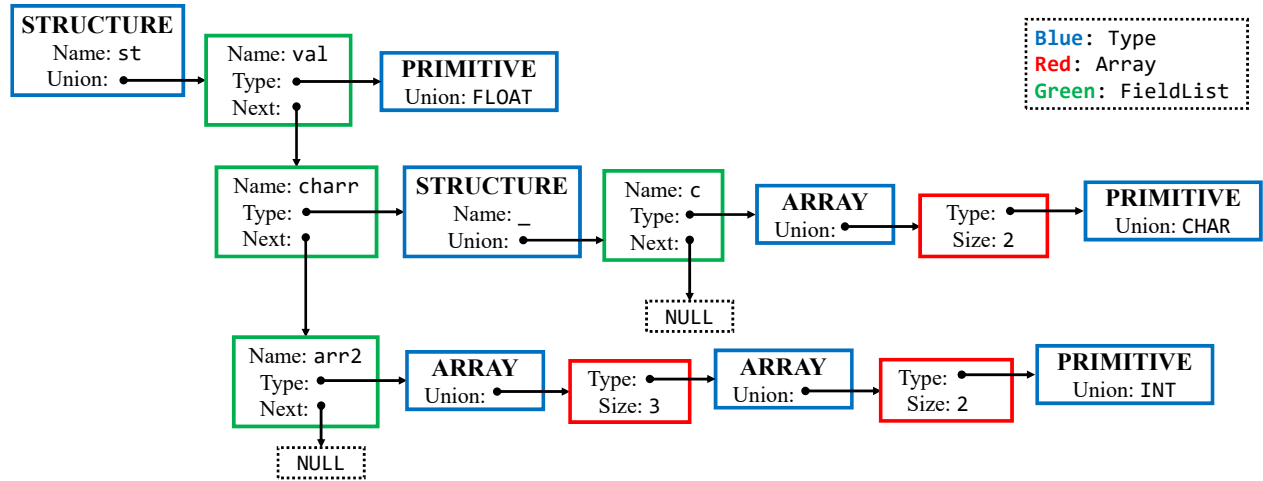 STRUCTURE
Name: st
Union:
Name: val
Type:
Next:
PRIMITIVE
Union: FLOAT
Blue: Type
Red: Array
Green: FieldList
Name: charr
Type:
Next:
STRUCTURE
Name: _
Union:
Name: c
Type:
Next:
ARRAY
Union:
Type:
Size: 2
PRIMITIVE
Union: CHAR
NULL
Name: arr2
Type:
Next:
ARRAY
Union:
Type:
Size: 3
ARRAY
Union:
Type:
Size: 2
PRIMITIVE
Union: INT
NULL